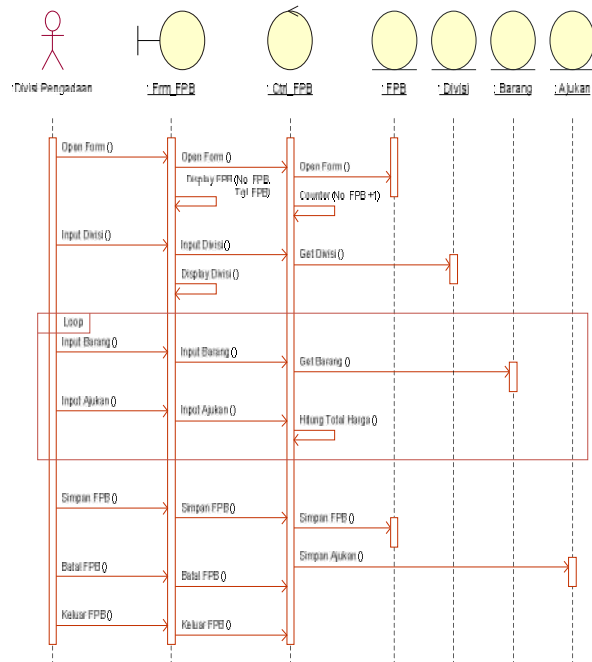 : Divisi Pengadaan
: Frm_FPB
: Ctrl_FPB
: FPB
: Divisi
: Barang
: Ajukan
Open Form ()
Open Form ()
Open Form ()
Display FPB (No_FPB,
Tgl FPB)
Counter (No_FPB +1)
Input Divisi ()
Input Divisi ()
Get Divisi ()
Display Divisi ()
Loop
Input Barang ()
Input Barang ()
Get Barang ()
Input Ajukan ()
Input Ajukan ()
Hitung Total Harga ()
Simpan FPB ()
Simpan FPB ()
Simpan FPB ()
Simpan Ajukan ()
Batal FPB ()
Batal FPB ()
Keluar FPB ()
Keluar FPB ()